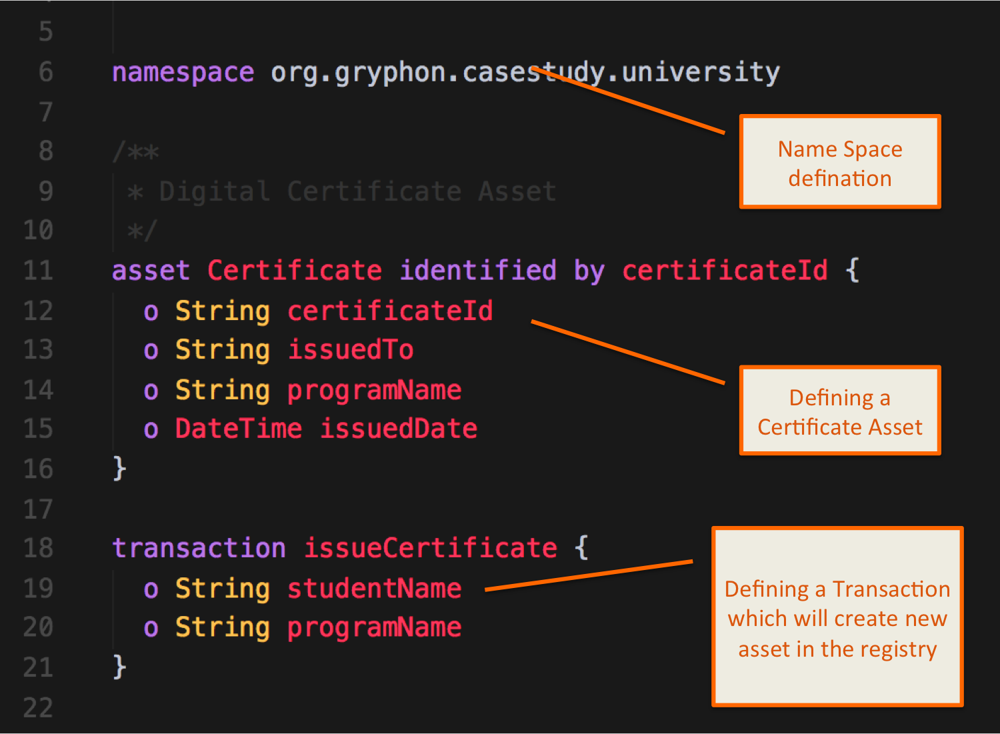 5
6 namespace org.gryphon.casestudy.university
7
Name Space
defination
8 /**
9 * Digital Certificate Asset
10 */
11 asset Certificate identified by certificateId {
12 o String certificateId
13 o String issuedTo
14 o String programName
15 o DateTime issuedDate
Defining a
Certificate Asset
16 }
17
18 transaction issueCertificate {
19 o String studentName
20 o String programName
21 }
22
Defining a Transaction
which will create new
asset in the registry